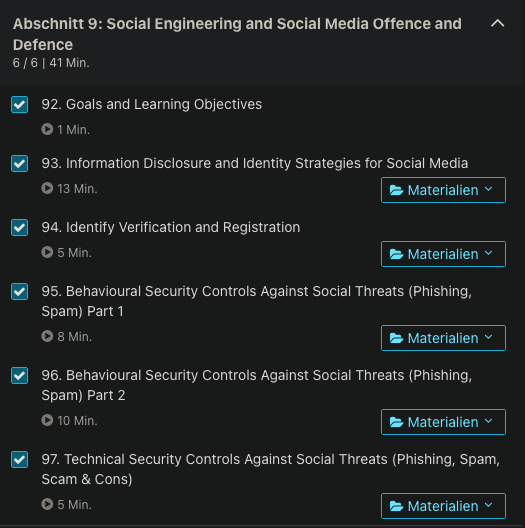 Abschnitt 9: Social Engineering and Social Media Offence and
Defence
6 / 6 | 41 Min.
92. Goals and Learning Objectives
1 Min.
93. Information Disclosure and Identity Strategies for Social Media
13 Min.
Materialien
94. Identify Verification and Registration
5 Min.
Materialien
95. Behavioural Security Controls Against Social Threats (Phishing,
Spam) Part 1
8 Min.
Materialien
96. Behavioural Security Controls Against Social Threats (Phishing,
Spam) Part 2
10 Min.
Materialien
97. Technical Security Controls Against Social Threats (Phishing, Spam,
Scam & Cons)
5 Min.
Materialien